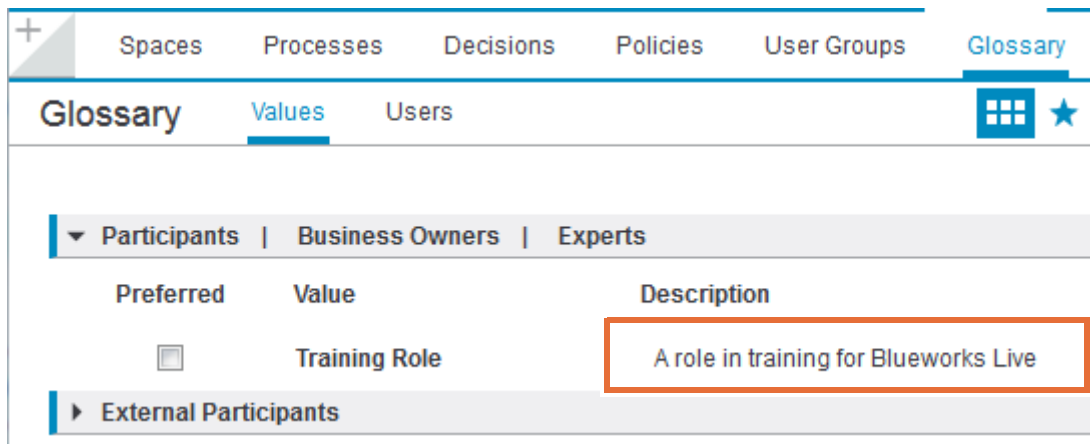 Spaces Processes Decisions Policies User Groups Glossary
Glossary Values Users
Participants | Business Owners | Experts
Preferred Value Description
Training Role A role in training for Blueworks Live
External Participants